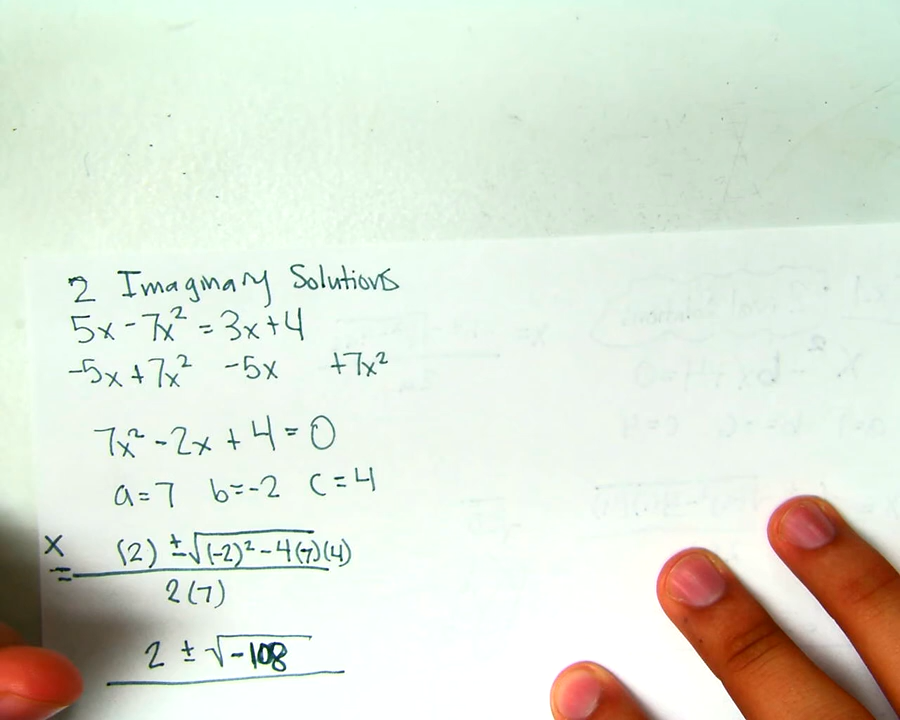 2 Imaginary Solutions
5x - 7x² = 3x + 4
-5x + 7x² -5x +7x²
7x² - 2x + 4 = 0
a = 7 b = -2 c = 4
x = (2) ± √(-2)² - 4(7)(4)
2(7)
2 ± √-108